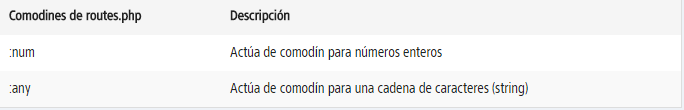 Comodines de routes.php Descripción
:num Actúa de comodín para números enteros
:any Actúa de comodín para una cadena de caracteres (string)